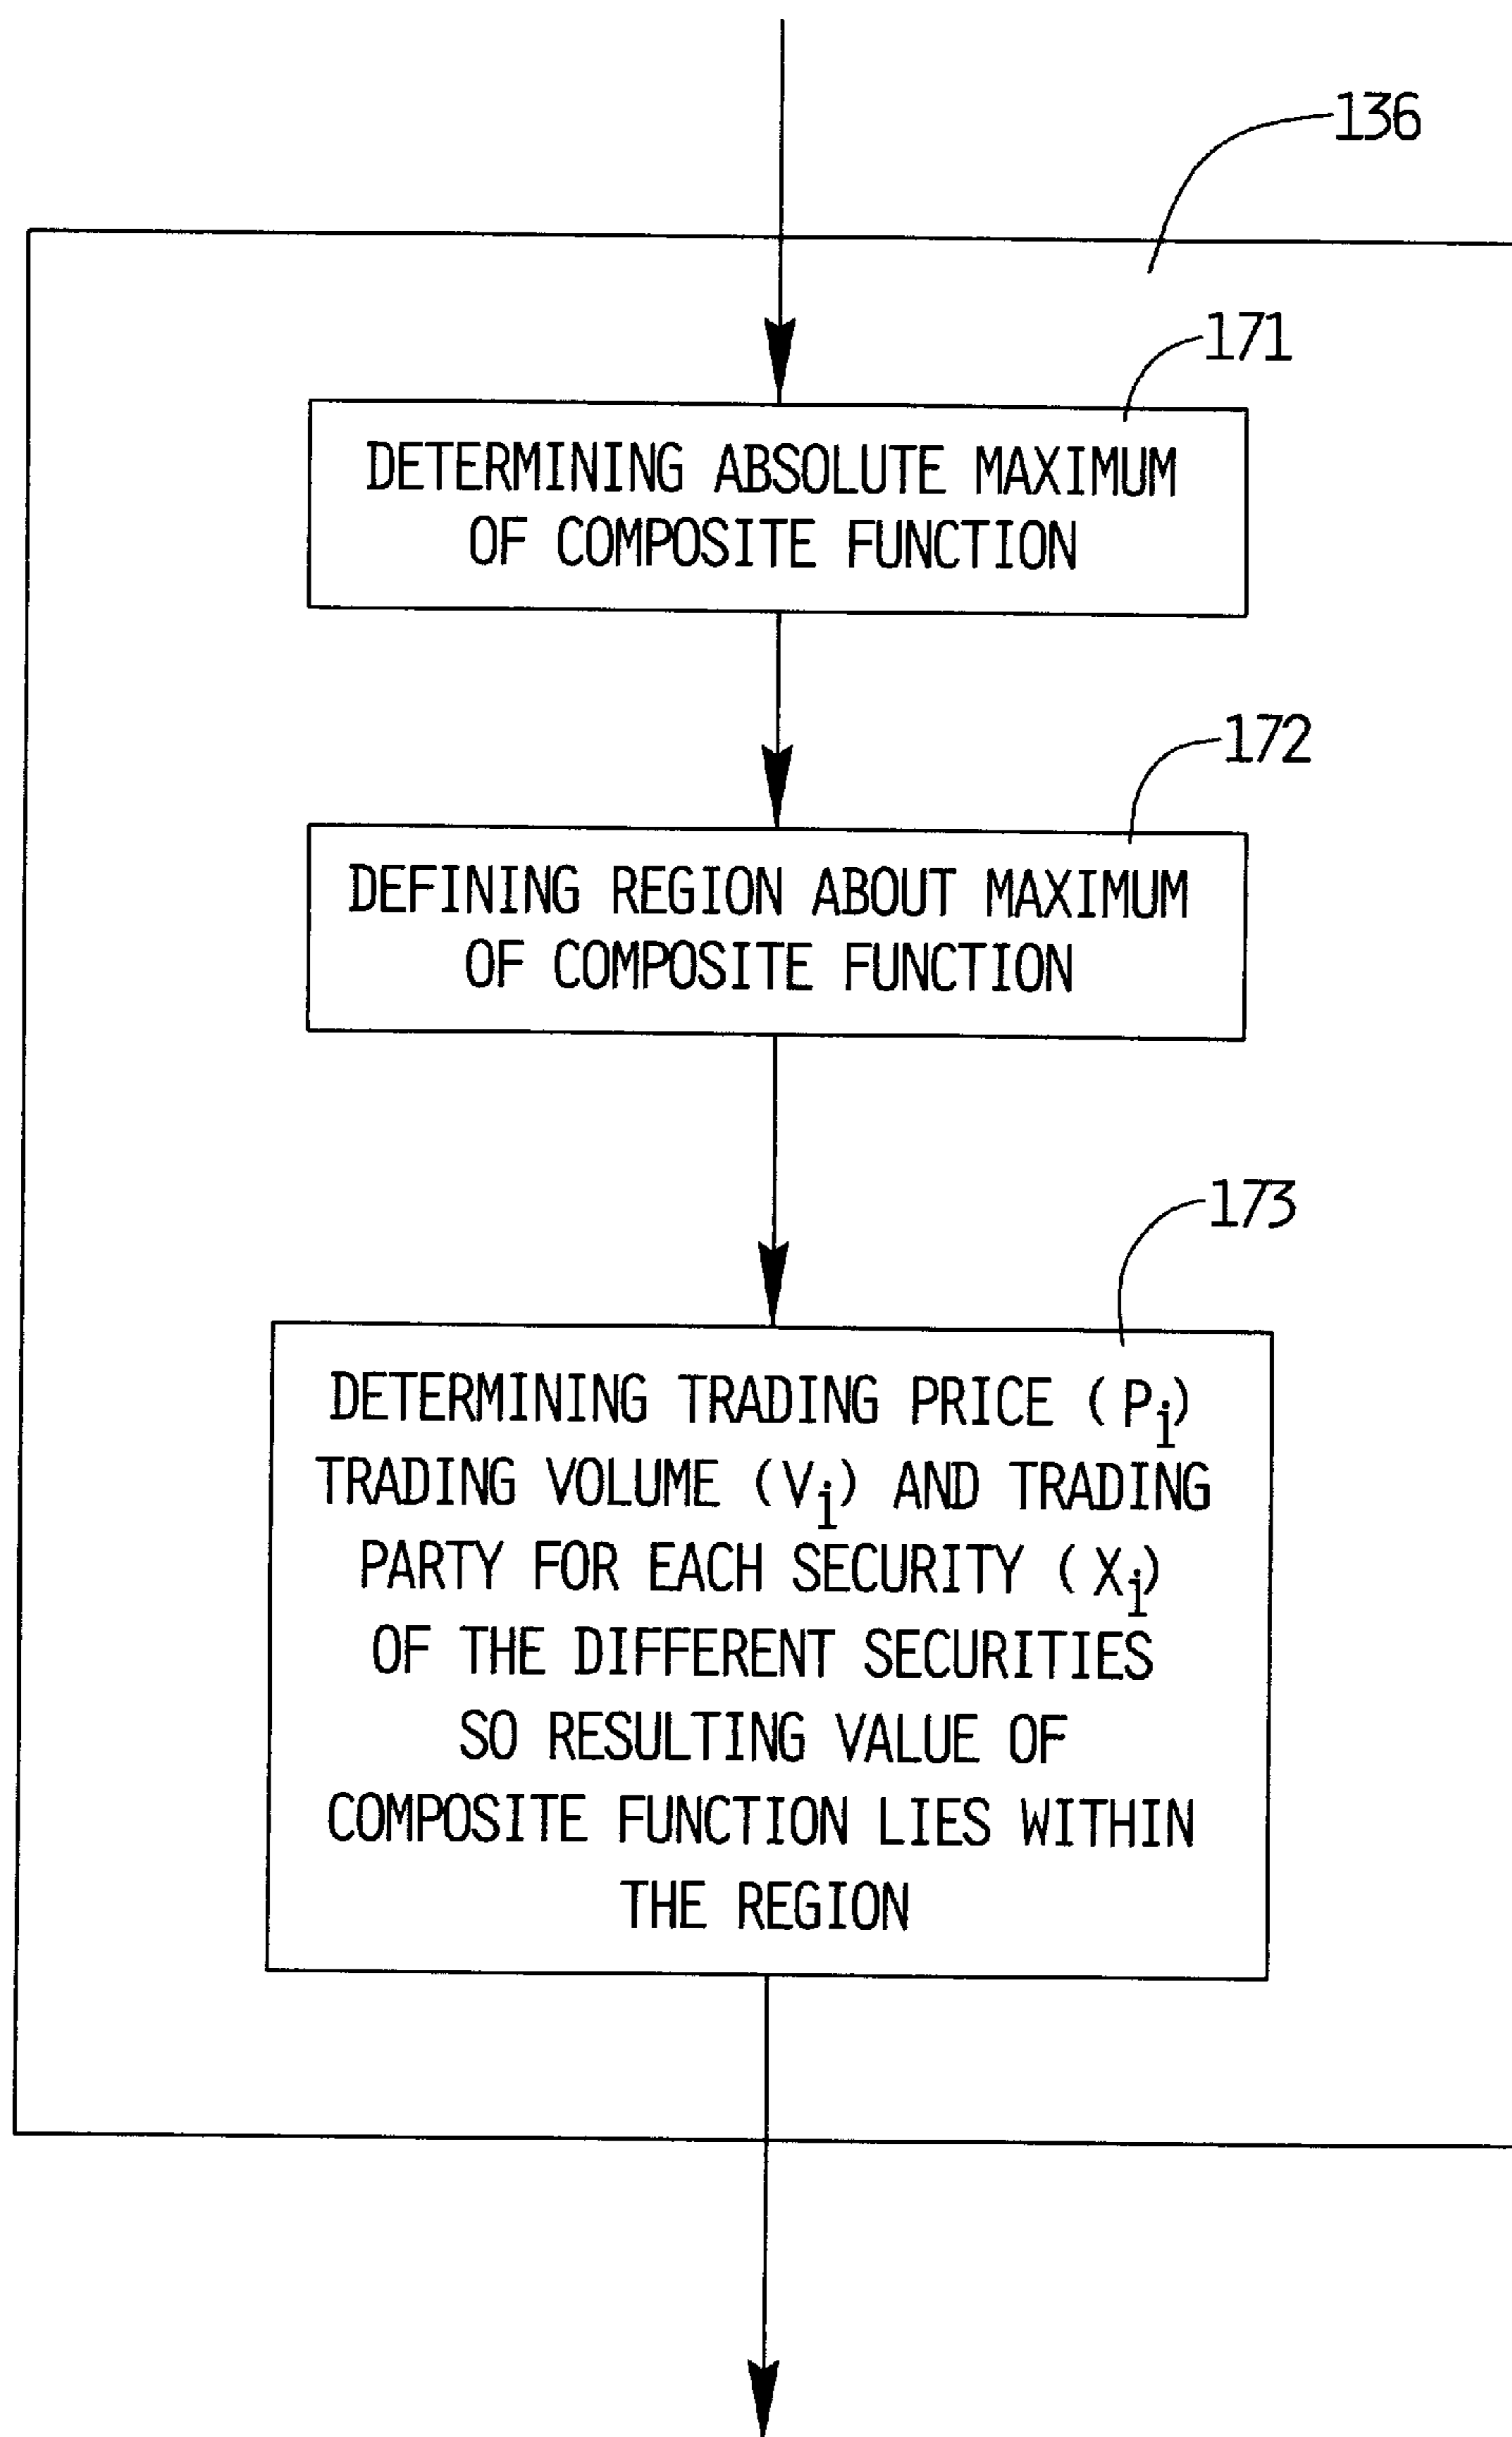 136
171
DETERMINING ABSOLUTE MAXIMUM
OF COMPOSITE FUNCTION
172
DEFINING REGION ABOUT MAXIMUM
OF COMPOSITE FUNCTION
173
DETERMINING TRADING PRICE (Pi)
TRADING VOLUME (Vi) AND TRADING
PARTY FOR EACH SECURITY (Xi)
OF THE DIFFERENT SECURITIES
SO RESULTING VALUE OF
COMPOSITE FUNCTION LIES WITHIN
THE REGION